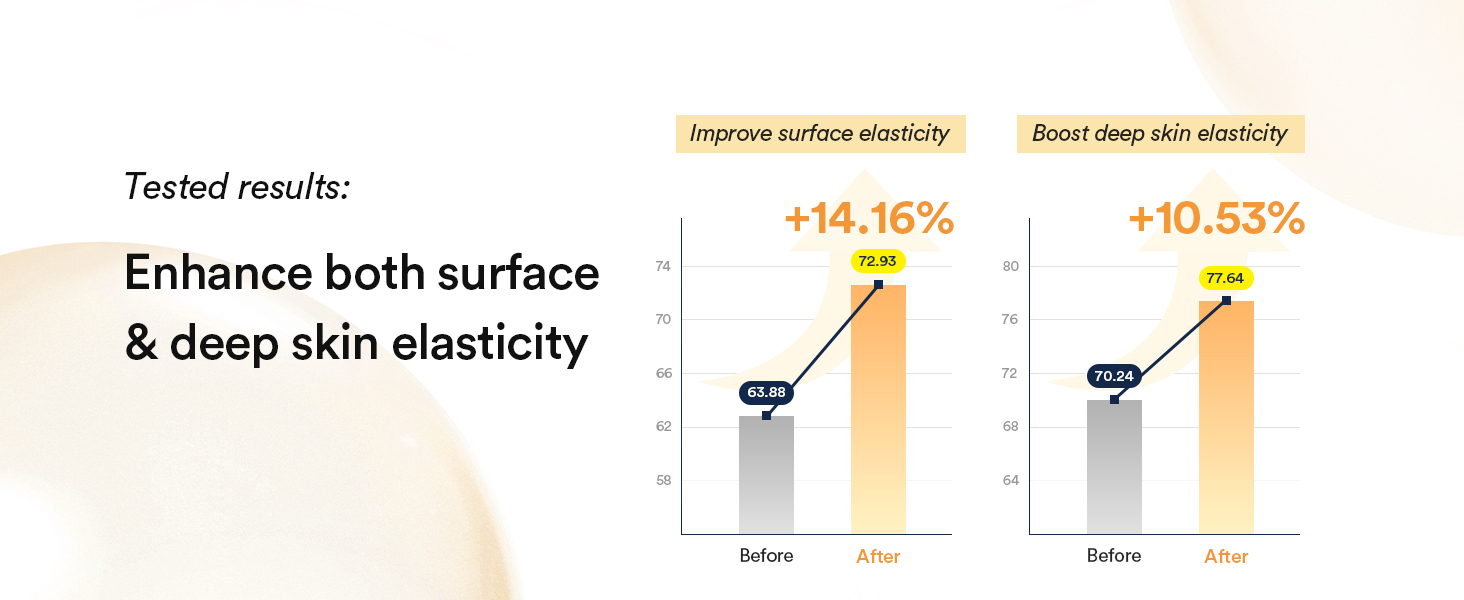 Tested results:
Enhance both surface
& deep skin elasticity
Improve surface elasticity
+14.16%
74
70
66
62
58
63.88
72.93
Before
After
Boost deep skin elasticity
+10.53%
80
76
72
68
64
70.24
77.64
Before
After